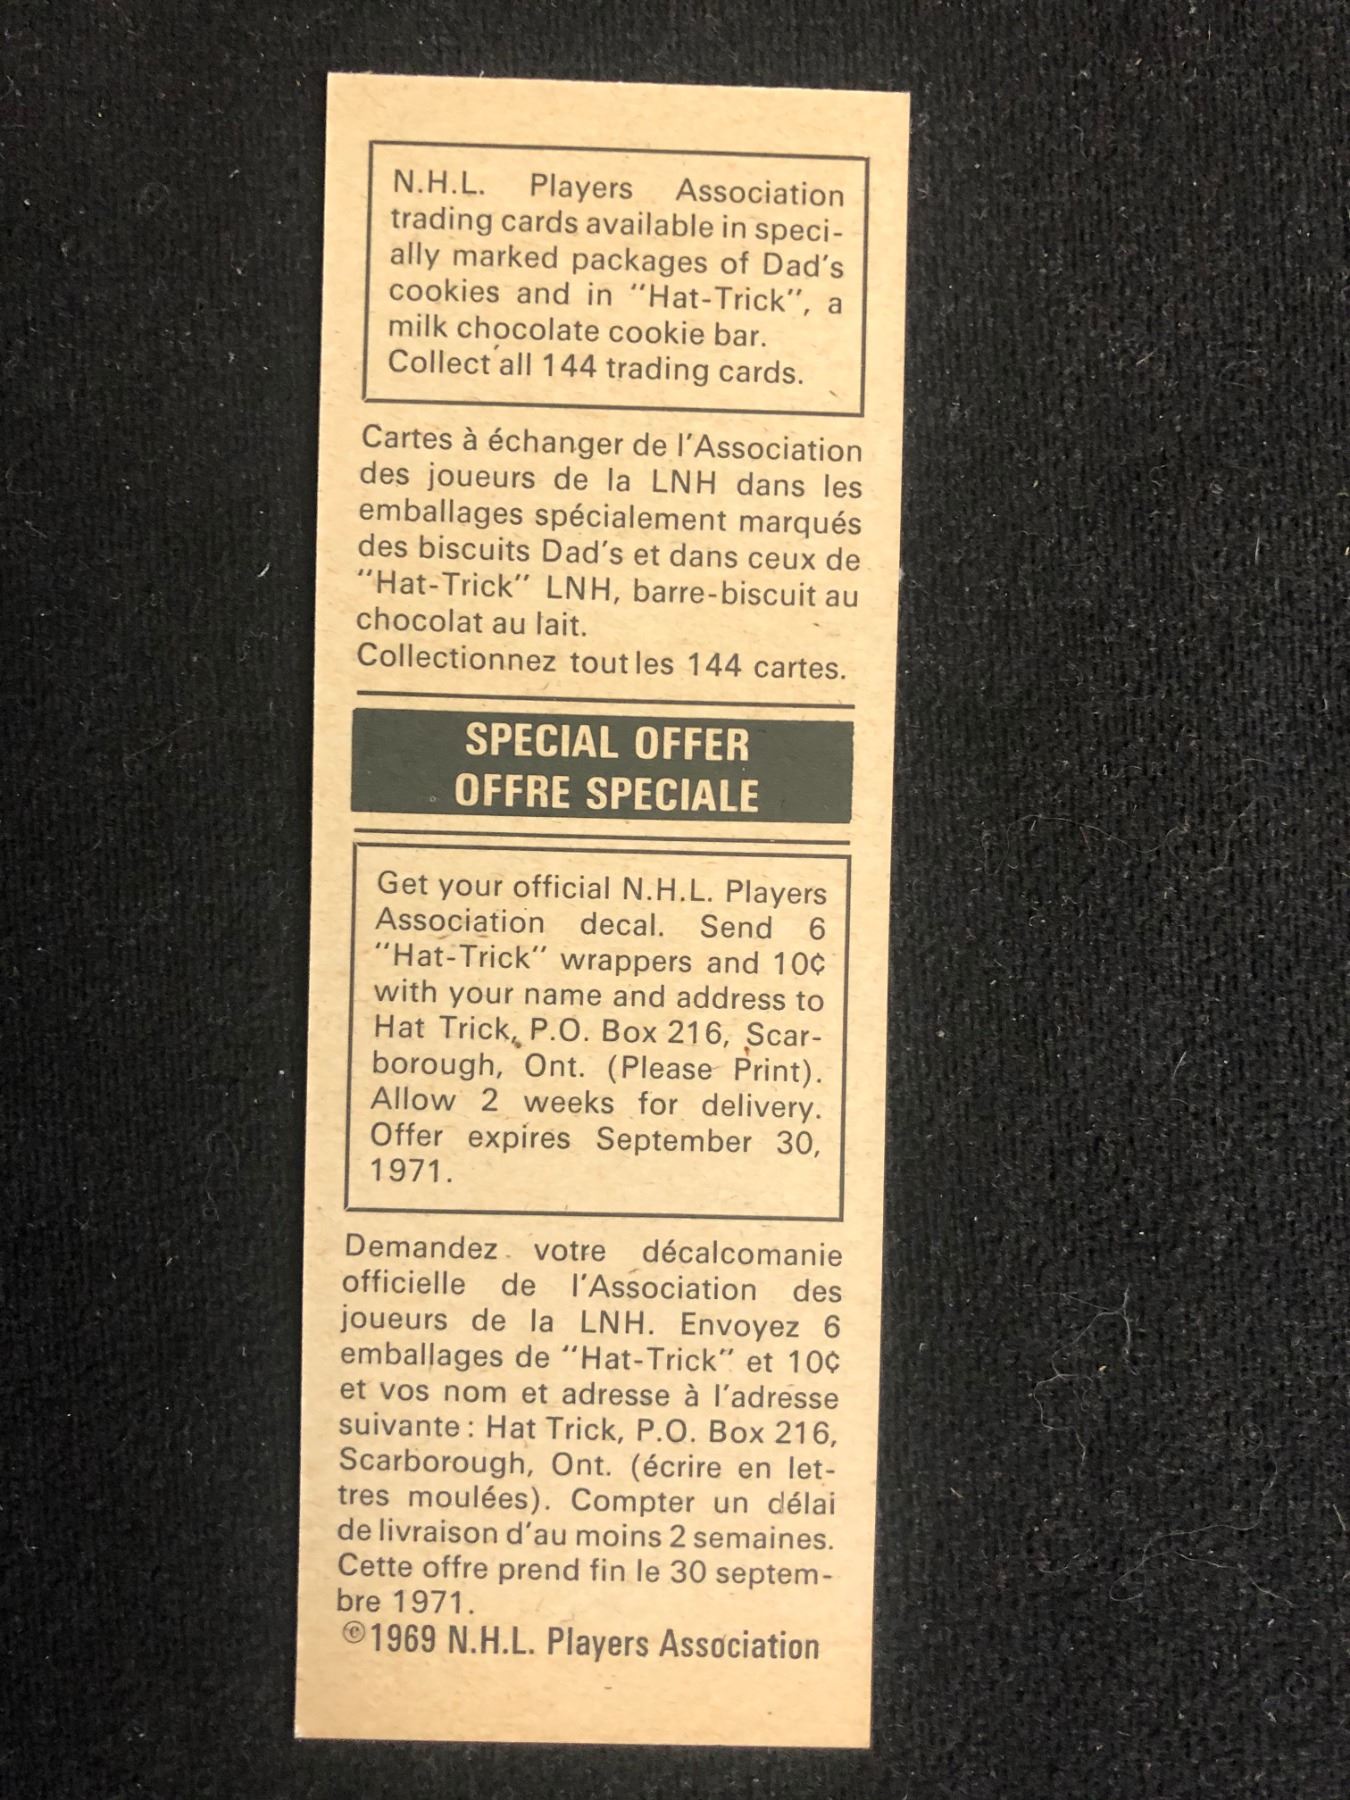 N.H.L. Players Association
trading cards available in speci-
ally marked packages of Dad's
cookies and in "Hat-Trick", a
milk chocolate cookie bar.
Collect all 144 trading cards.
Cartes à échanger de l'Association
des joueurs de la LNH dans les
emballages spécialement marqués
des biscuits Dad's et dans ceux de
"Hat-Trick" LNH, barre-biscuit au
chocolat au lait.
Collectionnez tout les 144 cartes.
SPECIAL OFFER
OFFRE SPECIALE
Get your official N.H.L. Players
Association decal. Send 6
"Hat-Trick" wrappers and 10¢
with your name and address to
Hat Trick, P.O. Box 216, Scar-
borough, Ont. (Please Print).
Allow 2 weeks for delivery.
Offer expires September 30,
1971.
Demandez votre décalcomanie
officielle de l'Association des
joueurs de la LNH. Envoyez 6
emballages de "Hat-Trick" et 10¢
et vos nom et adresse à l'adresse
suivante : Hat Trick, P.O. Box 216,
Scarborough, Ont. (écrire en let-
tres moulées). Compter un délai
de livraison d'au moins 2 semaines.
Cette offre prend fin le 30 septem-
bre 1971.
©1969 N.H.L. Players Association